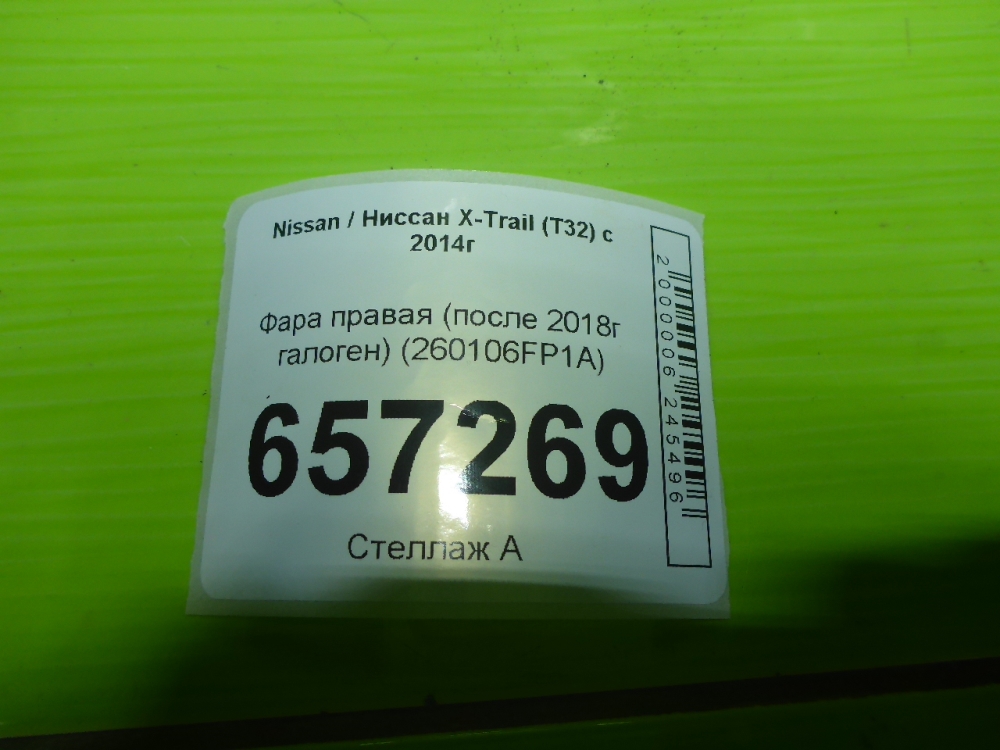 Nissan / Ниссан X-Trail (T32) с
2014г
Фара правая (после 2018г
галоген) (260106FP1A)
657269
Стеллаж А
2000006245496